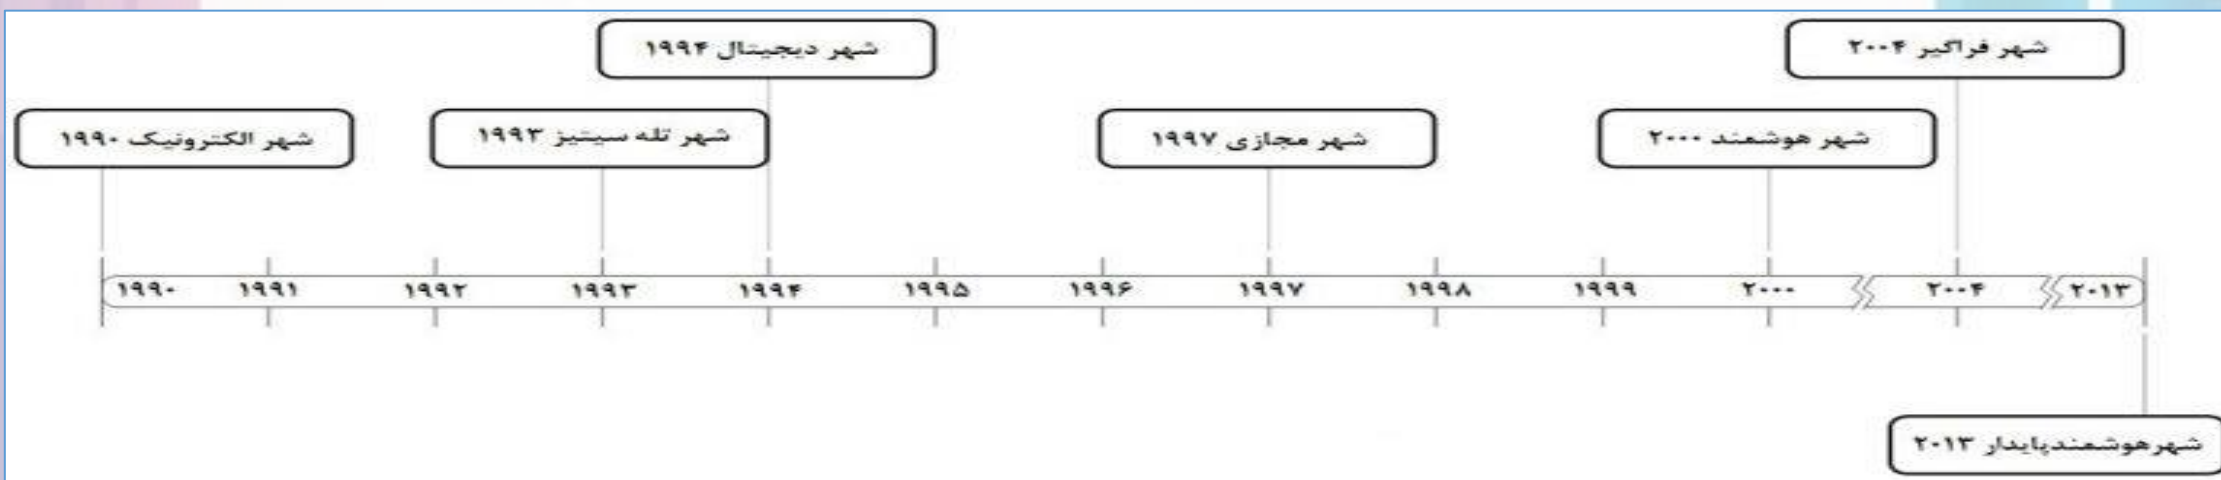 شهر دیجیتال ۱۹۹۴
شهر فراگیر ۲۰۰۴
شهر الکترونیک ۱۹۹۰
شهر تله سیتیز ۱۹۹۳
شهر مجازی ۱۹۹۷
شهر هوشمند ۲۰۰۰
۱۹۹۰ ۱۹۹۱ ۱۹۹۲ ۱۹۹۳ ۱۹۹۴ ۱۹۹۵ ۱۹۹۶ ۱۹۹۷ ۱۹۹۸ ۱۹۹۹ ۲۰۰۰ ۲۰۰۴ ۲۰۱۳
شهرهوشمندپایدار ۲۰۱۳